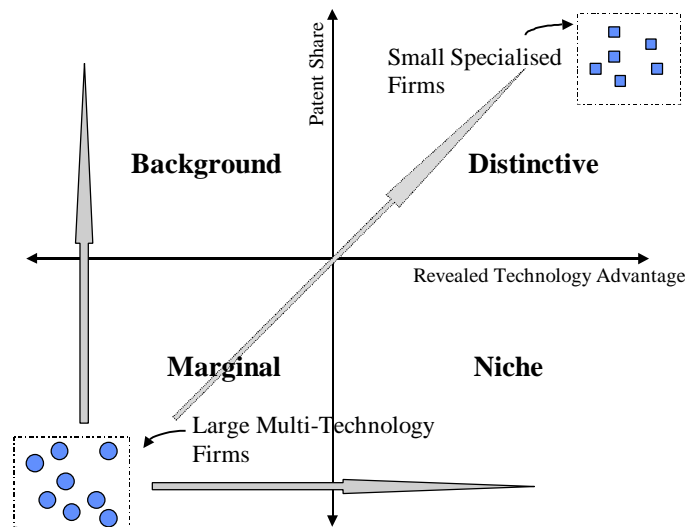 Patent Share
Small Specialised
Firms
Background
Distinctive
Revealed Technology Advantage
Marginal
Niche
Large Multi-Technology
Firms